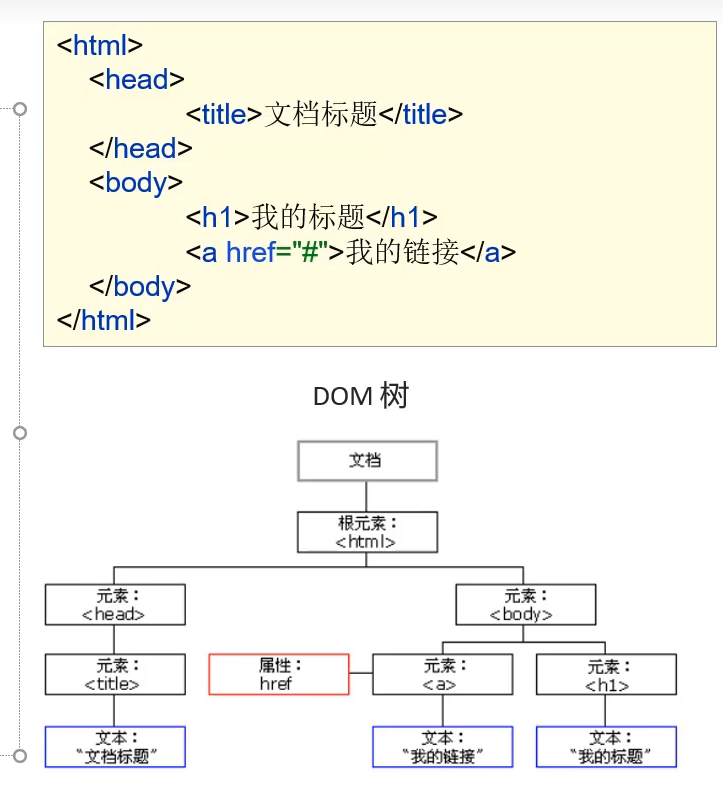 <html>
<head>
<title>文档标题</title>
</head>
<body>
<h1>我的标题</h1>
<a href="#">我的链接</a>
</body>
</html>
DOM 树
文档
根元素：
<html>
元素：
<head>
元素：
<body>
元素：
<title>
属性：
href
元素：
<a>
元素：
<h1>
文本：
“文档标题”
文本：
“我的链接”
文本：
“我的标题”